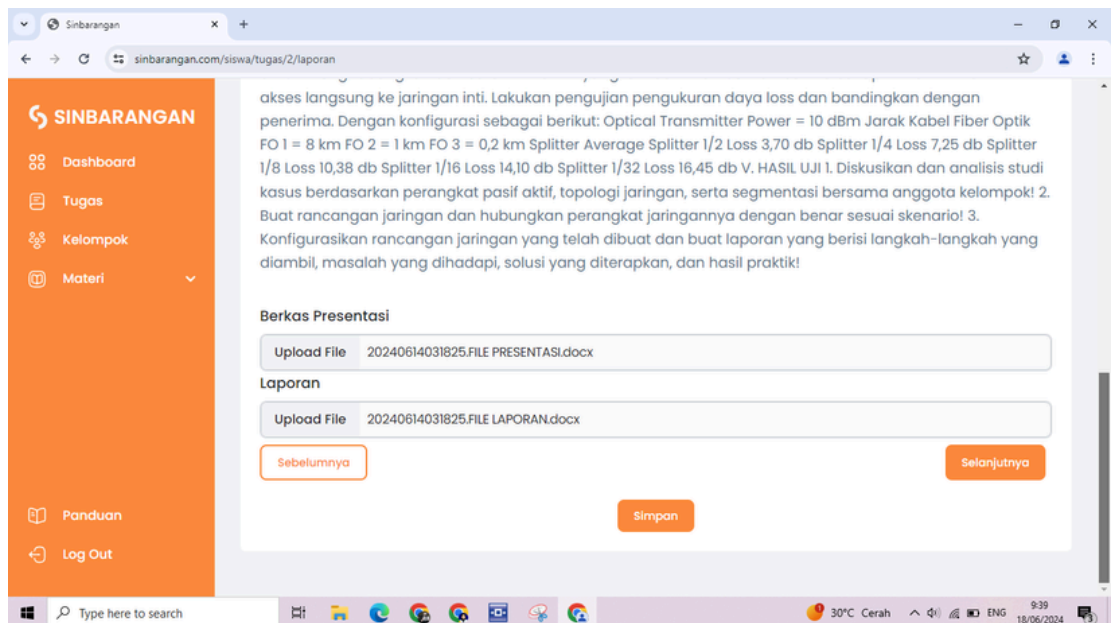 Sinbarangan
sinbarangan.com/siswa/tugas/2/laporan
SINBARANGAN
Dashboard
Tugas
Kelompok
Materi
Panduan
Log Out
akses langsung ke jaringan inti. Lakukan pengujian pengukuran daya loss dan bandingkan dengan
penerima. Dengan konfigurasi sebagai berikut: Optical Transmitter Power = 10 dBm Jarak Kabel Fiber Optik
FO 1 = 8 km FO 2 = 1 km FO 3 = 0,2 km Splitter Average Splitter 1/2 Loss 3,70 db Splitter 1/4 Loss 7,25 db Splitter
1/8 Loss 10,38 db Splitter 1/16 Loss 14,10 db Splitter 1/32 Loss 16,45 db V. HASIL UJI 1. Diskusikan dan analisis studi
kasus berdasarkan perangkat pasif aktif, topologi jaringan, serta segmentasi bersama anggota kelompok! 2.
Buat rancangan jaringan dan hubungkan perangkat jaringannya dengan benar sesuai skenario! 3.
Konfigurasikan rancangan jaringan yang telah dibuat dan buat laporan yang berisi langkah-langkah yang
diambil, masalah yang dihadapi, solusi yang diterapkan, dan hasil praktik!
Berkas Presentasi
Upload File 20240614031825.FILE PRESENTASI.docx
Laporan
Upload File 20240614031825.FILE LAPORAN.docx
Sebelumnya
Selanjutnya
Simpan
Type here to search
30°C Cerah
ENG
9:39
18/06/2024